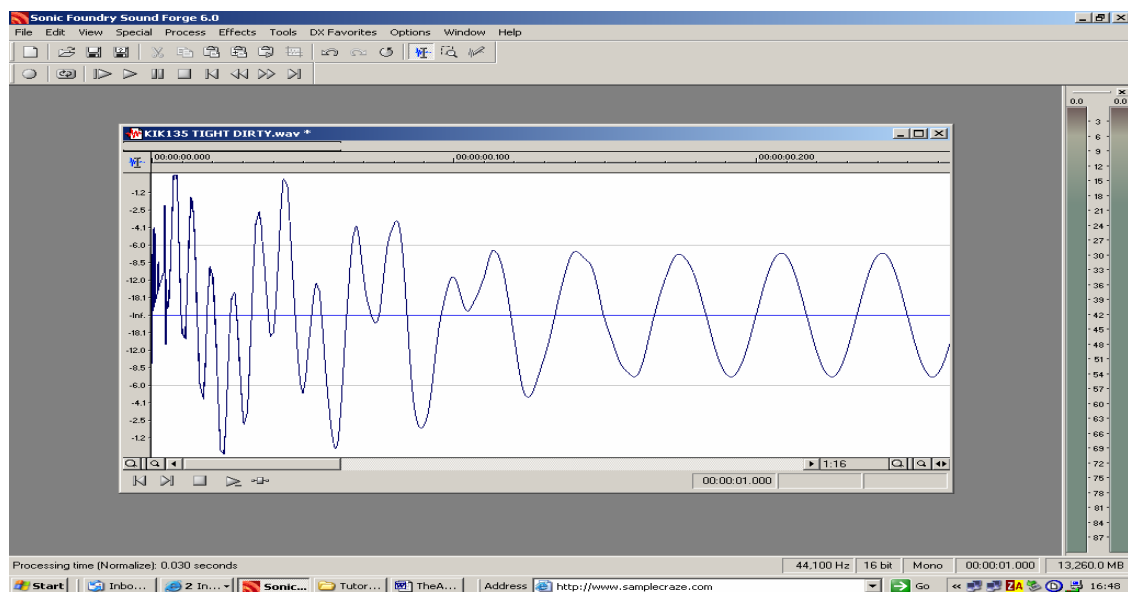 Sonic Foundry Sound Forge 6.0
File Edit View Special Process Effects Tools DX Favorites Options Window Help
KIK135 TIGHT DIRTY.wav *
00:00:00.000 00:00:00.100 00:00:00.200
-1.2
-2.5
-4.1
-6.0
-8.5
-12.0
-18.1
-Inf.
-18.1
-12.0
-8.5
-6.0
-4.1
-2.5
-1.2
1:16
00:00:01.000
0.0 0.0
- 3 -
- 6 -
- 9 -
- 12 -
- 15 -
- 18 -
- 21 -
- 24 -
- 27 -
- 30 -
- 33 -
- 36 -
- 39 -
- 42 -
- 45 -
- 48 -
- 51 -
- 54 -
- 57 -
- 60 -
- 63 -
- 66 -
- 69 -
- 72 -
- 75 -
- 78 -
- 81 -
- 84 -
- 87 -
Processing time (Normalize): 0.030 seconds 44,100 Hz 16 bit Mono 00:00:01.000 13,260.0 MB
Start Inbo... 2 In... Sonic... Tutor... TheA... Address http://www.samplecraze.com Go « ZA 16:48